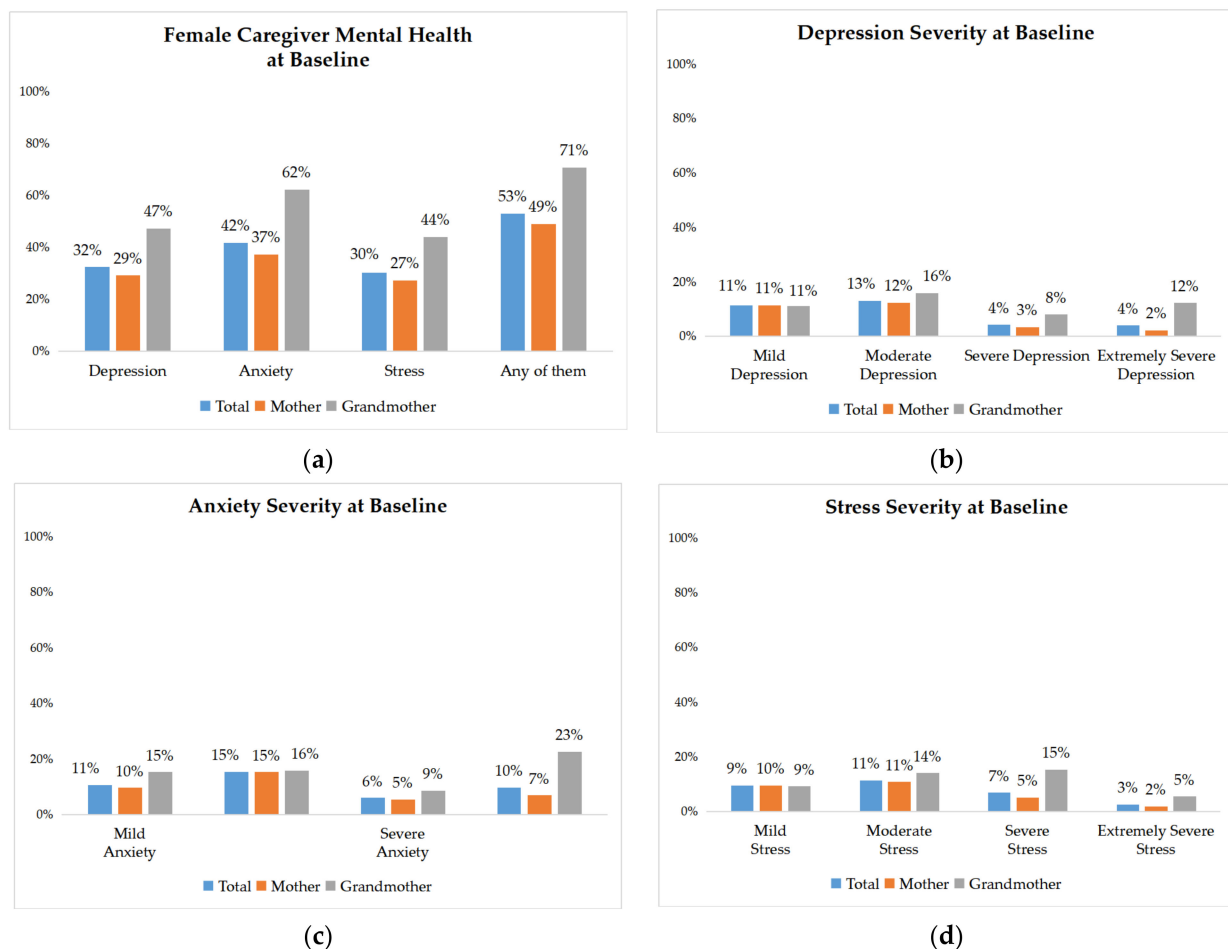 Female Caregiver Mental Health
at Baseline
100%
80%
60%
40%
20%
0%
32%
29%
47%
42%
37%
62%
30%
27%
44%
53%
49%
71%
Depression
Anxiety
Stress
Any of them
Total
Mother
Grandmother
(a)
Depression Severity at Baseline
100%
80%
60%
40%
20%
0%
11%
11%
11%
13%
12%
16%
4%
3%
8%
4%
2%
12%
Mild
Depression
Moderate
Depression
Severe Depression
Extremely Severe
Depression
Total
Mother
Grandmother
(b)
Anxiety Severity at Baseline
100%
80%
60%
40%
20%
0%
11%
10%
15%
15%
15%
16%
6%
5%
9%
10%
7%
23%
Mild
Anxiety
Severe
Anxiety
Total
Mother
Grandmother
(c)
Stress Severity at Baseline
100%
80%
60%
40%
20%
0%
9%
10%
9%
11%
11%
14%
7%
5%
15%
3%
2%
5%
Mild
Stress
Moderate
Stress
Severe
Stress
Extremely Severe
Stress
Total
Mother
Grandmother
(d)